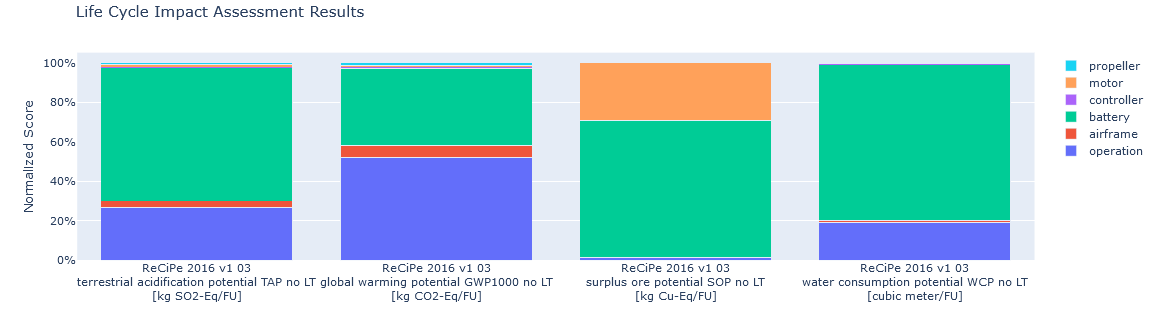 Life Cycle Impact Assessment Results
Normalized Score
100%
80%
60%
40%
20%
0%
ReCiPe 2016 v1 03
terrestrial acidification potential TAP no LT
[kg SO2-Eq/FU]
ReCiPe 2016 v1 03
global warming potential GWP1000 no LT
[kg CO2-Eq/FU]
ReCiPe 2016 v1 03
surplus ore potential SOP no LT
[kg Cu-Eq/FU]
ReCiPe 2016 v1 03
water consumption potential WCP no LT
[cubic meter/FU]
propeller
motor
controller
battery
airframe
operation